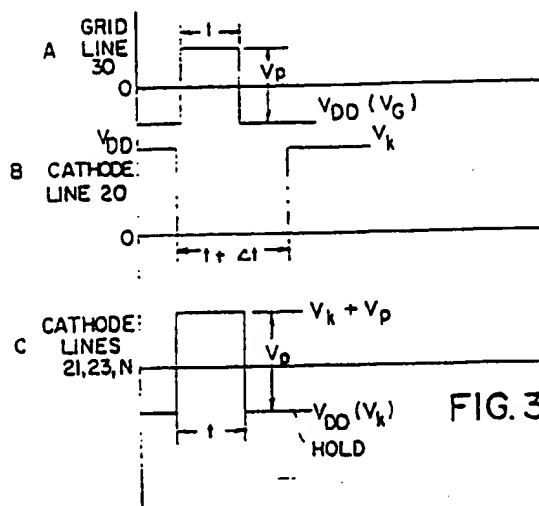 GRID
A LINE
30
t
Vp
0
VDD (VG)
VDD
Vk
B CATHODE
LINE 20
0
t + Δt
CATHODE
C LINES
21,23,N
Vk + Vp
Vp
VDD (Vk)
HOLD
t
FIG. 3